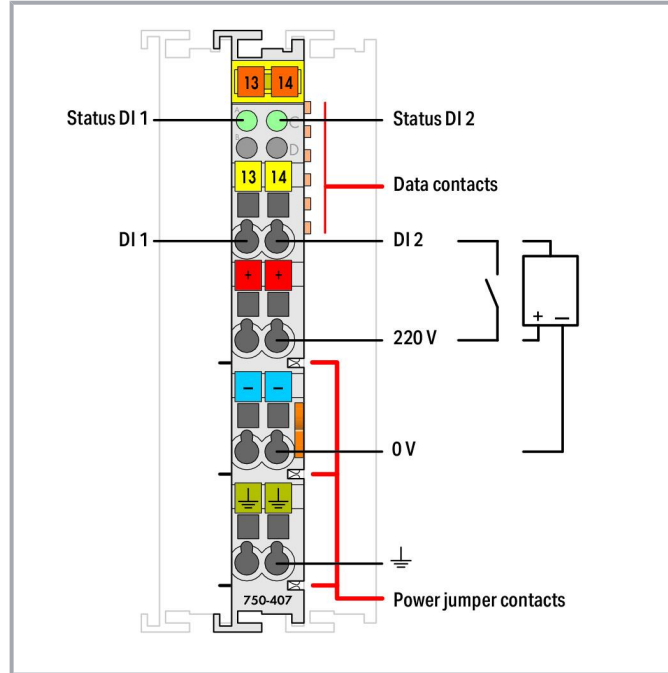 13 14
Status DI 1
A
C
Status DI 2
B
D
13 14
Data contacts
DI 1
DI 2
+ +
+ –
220 V
– –
0 V
750-407
Power jumper contacts